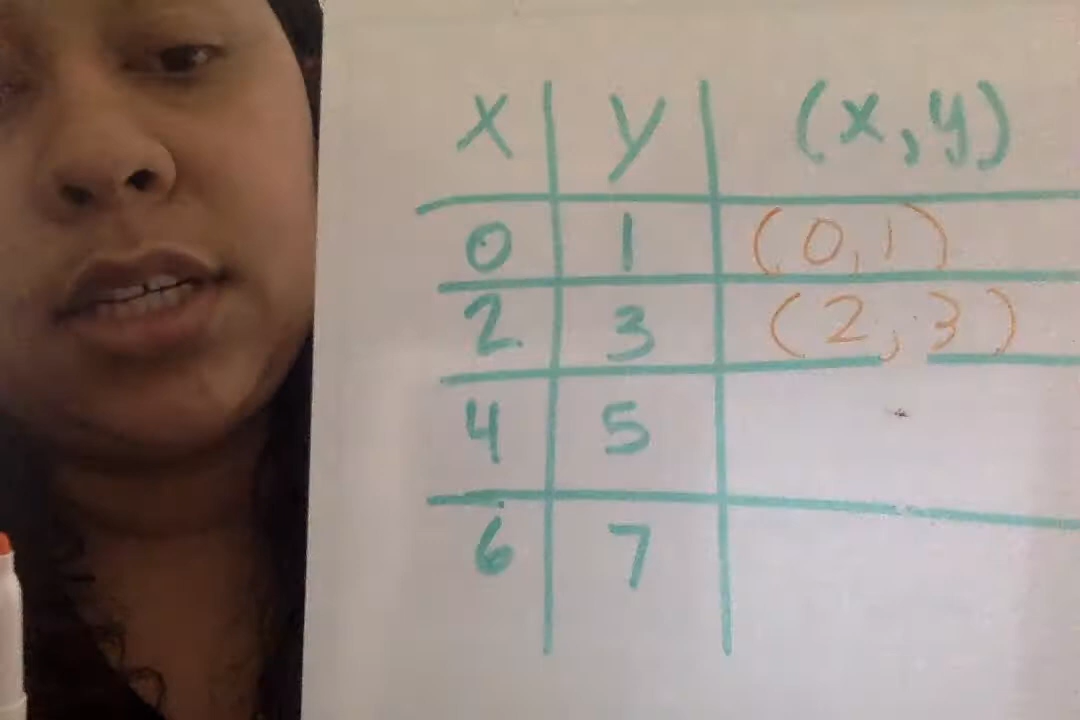 x y (x,y)
0 1 (0,1)
2 3 (2,3)
4 5
6 7